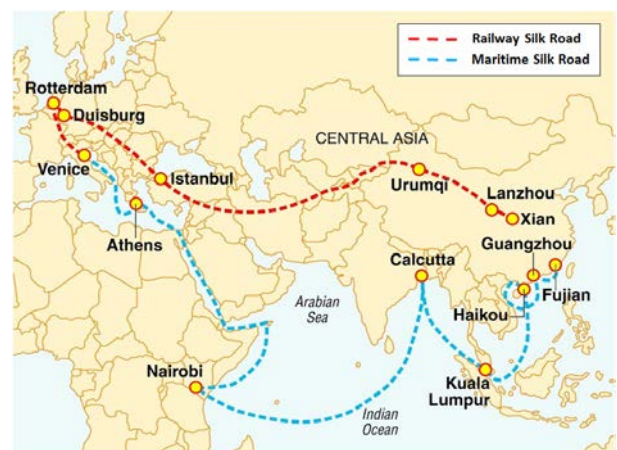 Railway Silk Road
Maritime Silk Road
Rotterdam
Duisburg
CENTRAL ASIA
Venice
Istanbul
Urumqi
Lanzhou
Xian
Athens
Guangzhou
Calcutta
Arabian
Sea
Fujian
Haikou
Nairobi
Kuala
Lumpur
Indian
Ocean